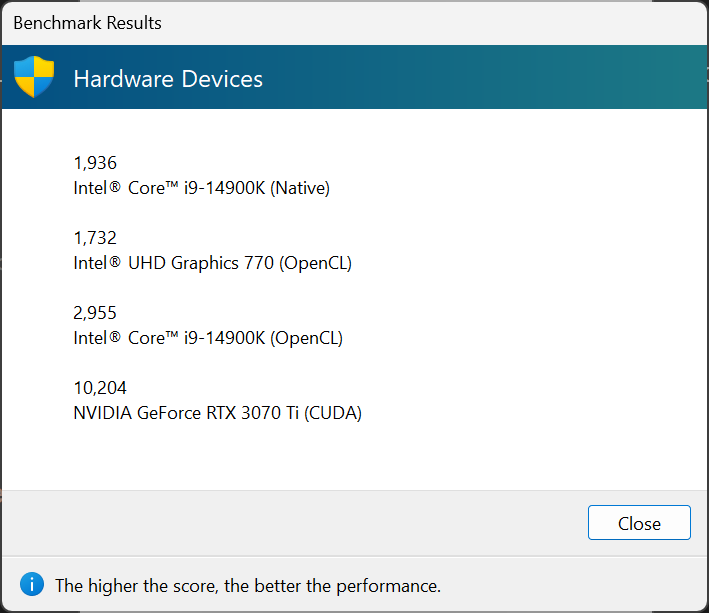 Benchmark Results
Hardware Devices
1,936
Intel® Core™ i9-14900K (Native)
1,732
Intel® UHD Graphics 770 (OpenCL)
2,955
Intel® Core™ i9-14900K (OpenCL)
10,204
NVIDIA GeForce RTX 3070 Ti (CUDA)
Close
The higher the score, the better the performance.